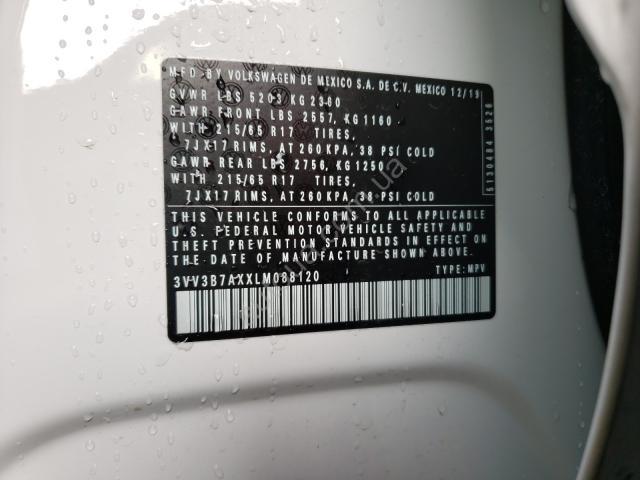 MFD BY VOLKSWAGEN DE MEXICO S.A. DE C.V. MEXICO 12/19
GVWR LBS 5203 KG 2360
GAWR FRONT LBS 2557, KG 1160
WITH 215/65 R17 TIRES,
7JX17 RIMS, AT 260 KPA, 38 PSI COLD
GAWR REAR LBS 2756, KG 1250
WITH 215/65 R17 TIRES,
7JX17 RIMS, AT 260 KPA, 38 PSI COLD
THIS VEHICLE CONFORMS TO ALL APPLICABLE
U.S. FEDERAL MOTOR VEHICLE SAFETY AND
THEFT PREVENTION STANDARDS IN EFFECT ON
THE DATE OF MANUFACTURE SHOWN ABOVE.
3VV3B7AXXLM088120 TYPE: MPV
5130484 3526